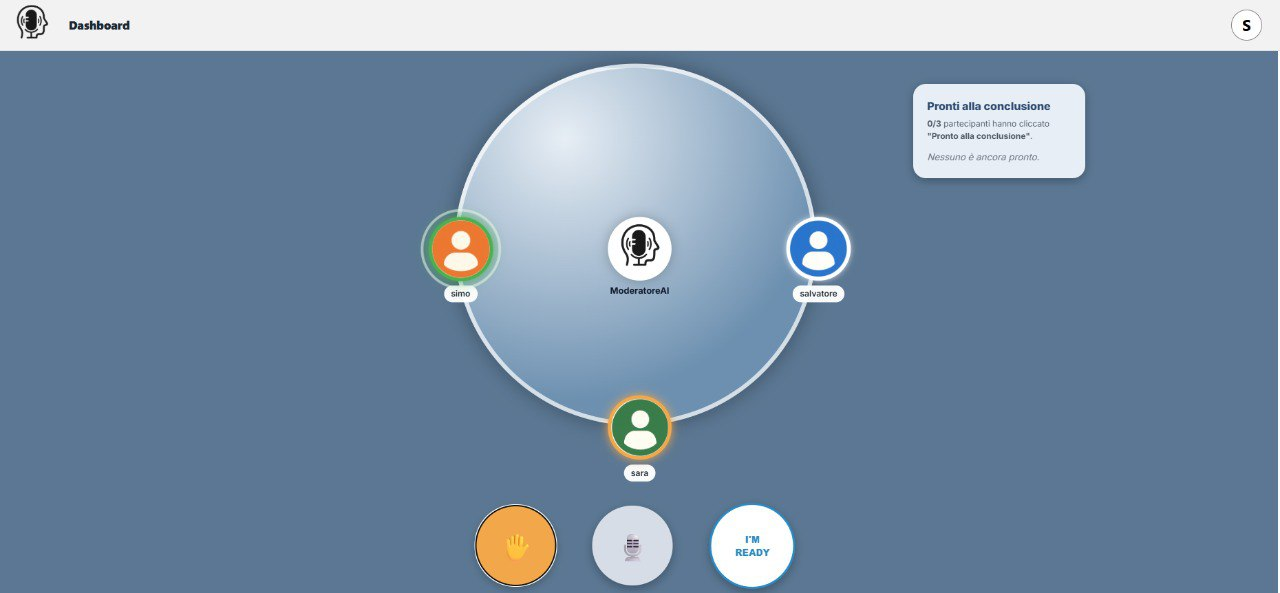 Dashboard
S
Pronti alla conclusione
0/3 partecipanti hanno cliccato
"Pronto alla conclusione".
Nessuno è ancora pronto.
simo
ModeratoreAI
salvatore
sara
I'M
READY